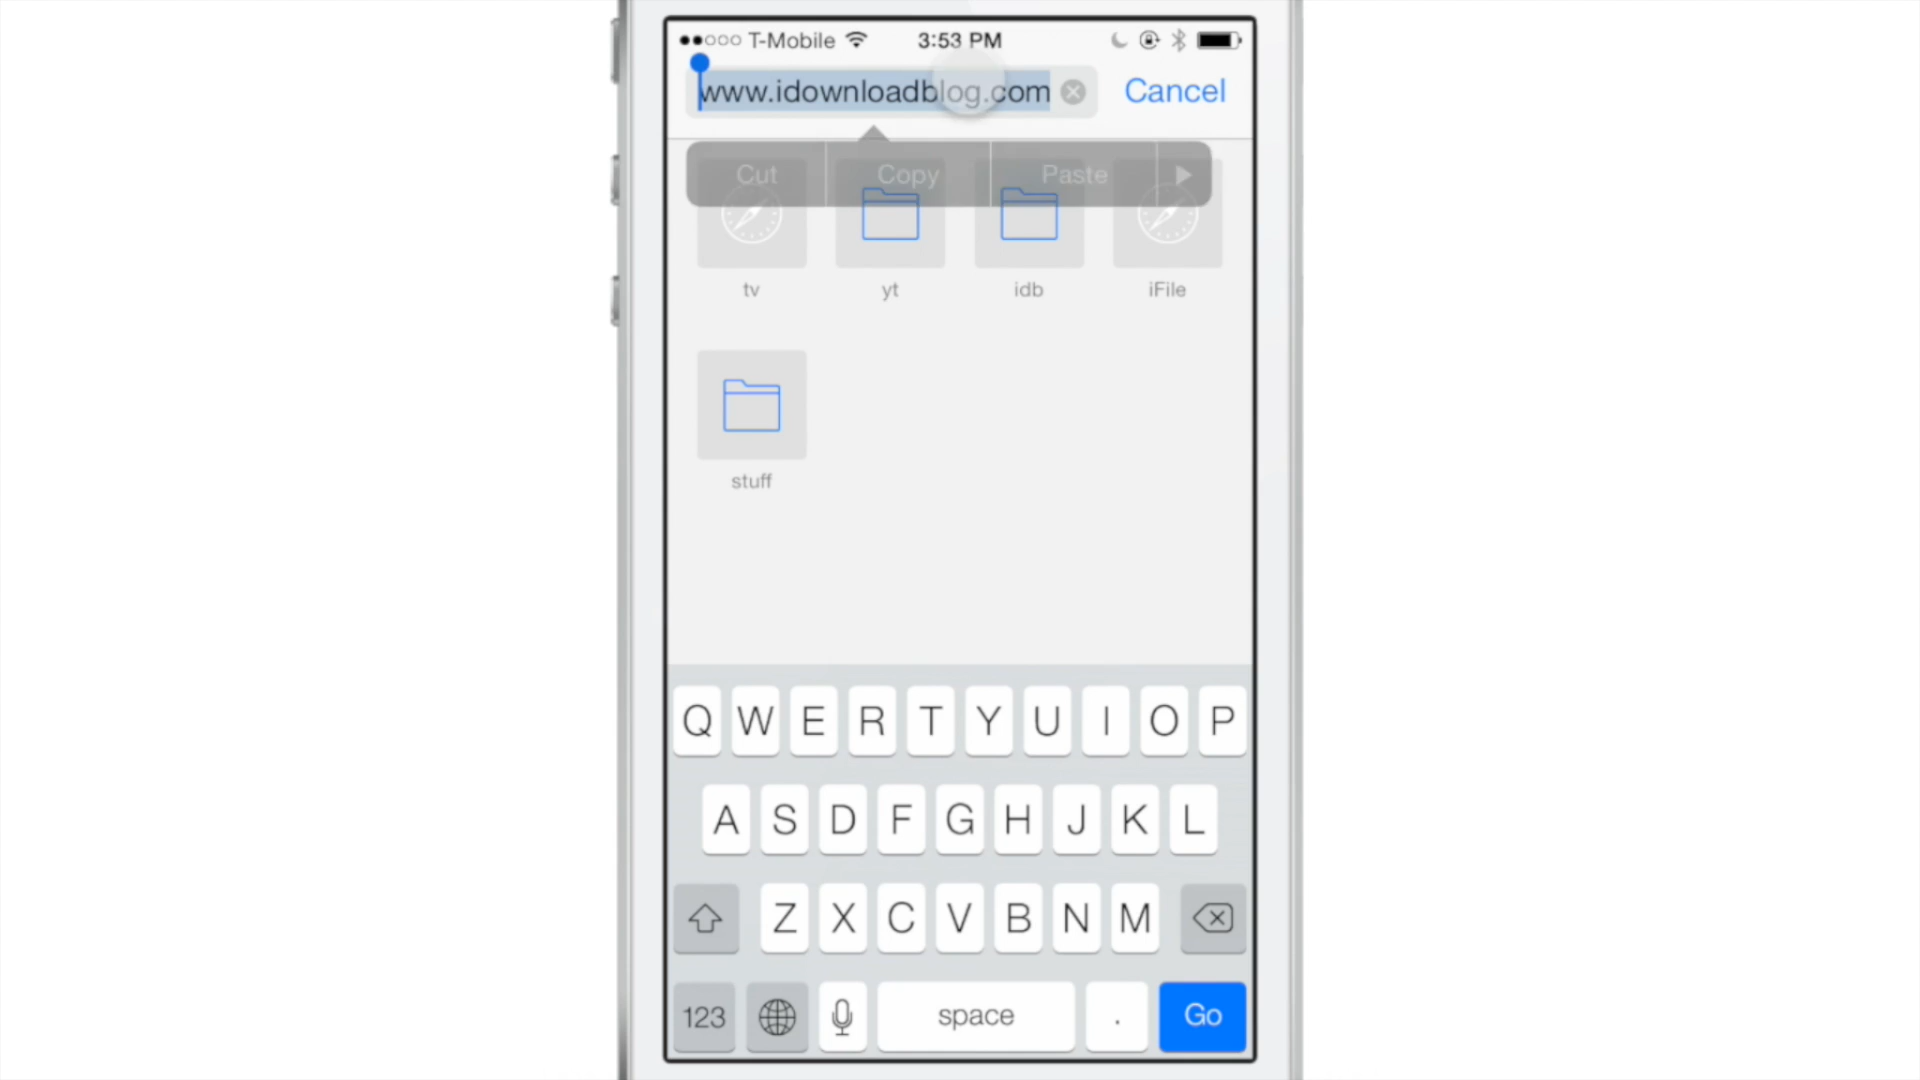 T-Mobile 3:53 PM
www.idownloadblog.com Cancel
Cut Copy Paste
tv yt idb iFile
stuff
Q W E R T Y U I O P
A S D F G H J K L
Z X C V B N M
123 space . Go